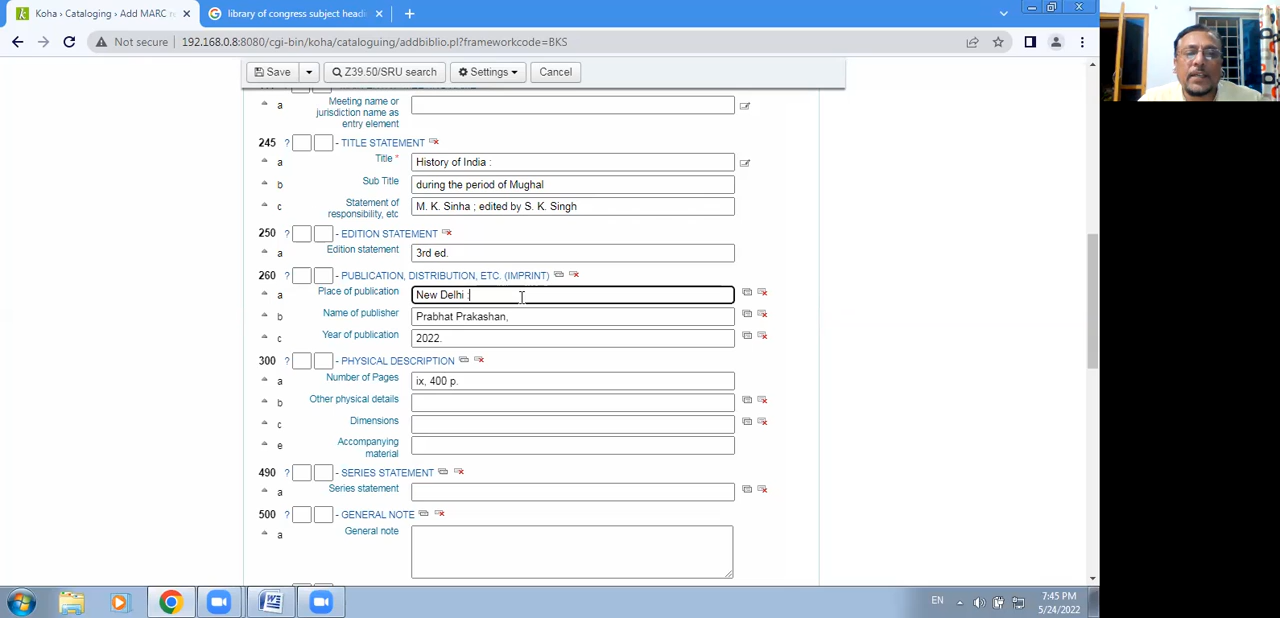 Koha › Cataloging › Add MARC re
library of congress subject headi
Not secure
192.168.0.8:8080/cgi-bin/koha/cataloguing/addbiblio.pl?frameworkcode=BKS
Save
Z39.50/SRU search
Settings
Cancel
a
Meeting name or
jurisdiction name as
entry element
245 ? - TITLE STATEMENT
a Title * History of India :
b Sub Title during the period of Mughal
c Statement of
responsibility, etc
M. K. Sinha ; edited by S. K. Singh
250 ? - EDITION STATEMENT
a Edition statement 3rd ed.
260 ? - PUBLICATION, DISTRIBUTION, ETC. (IMPRINT)
a Place of publication New Delhi :
b Name of publisher Prabhat Prakashan,
c Year of publication 2022.
300 ? - PHYSICAL DESCRIPTION
a Number of Pages ix, 400 p.
b Other physical details
c Dimensions
e Accompanying
material
490 ? - SERIES STATEMENT
a Series statement
500 ? - GENERAL NOTE
a General note
EN
7:45 PM
5/24/2022